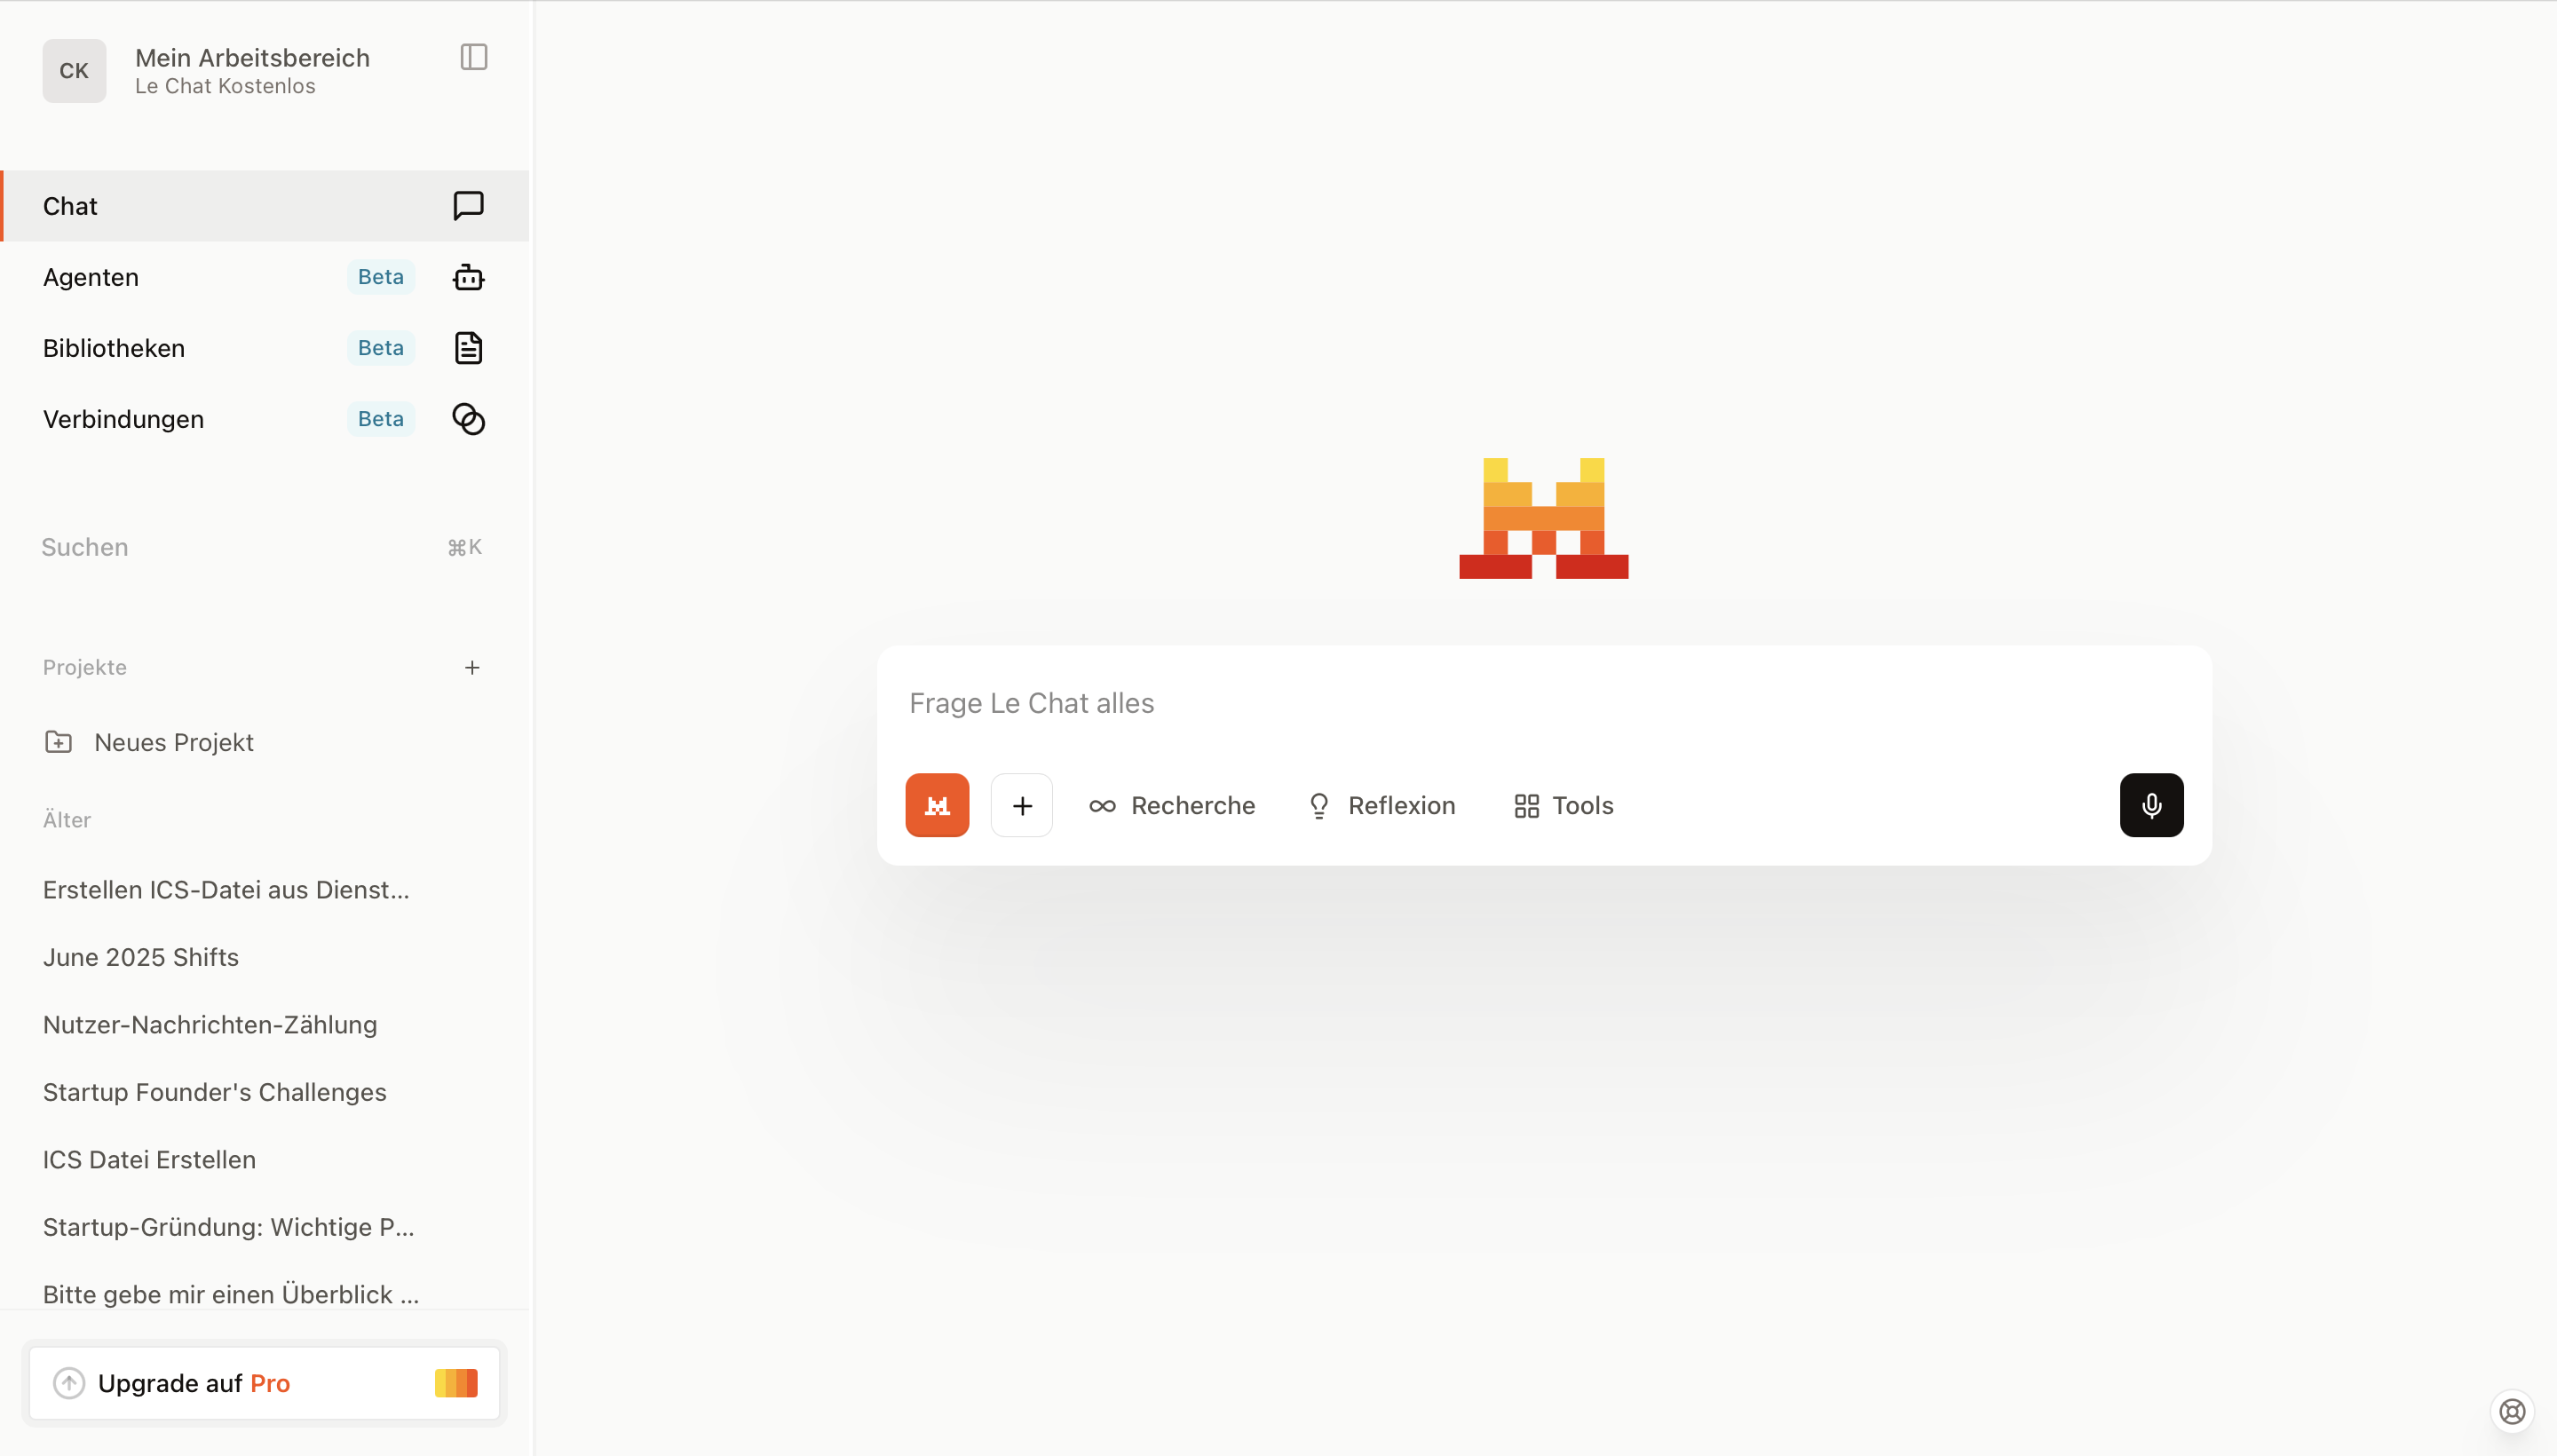 CK
Mein Arbeitsbereich
Le Chat Kostenlos
Chat
Agenten Beta
Bibliotheken Beta
Verbindungen Beta
Suchen ⌘K
Projekte +
Neues Projekt
Älter
Erstellen ICS-Datei aus Dienst...
June 2025 Shifts
Nutzer-Nachrichten-Zählung
Startup Founder's Challenges
ICS Datei Erstellen
Startup-Gründung: Wichtige P...
Bitte gebe mir einen Überblick ...
Upgrade auf Pro
Frage Le Chat alles
Recherche Reflexion Tools